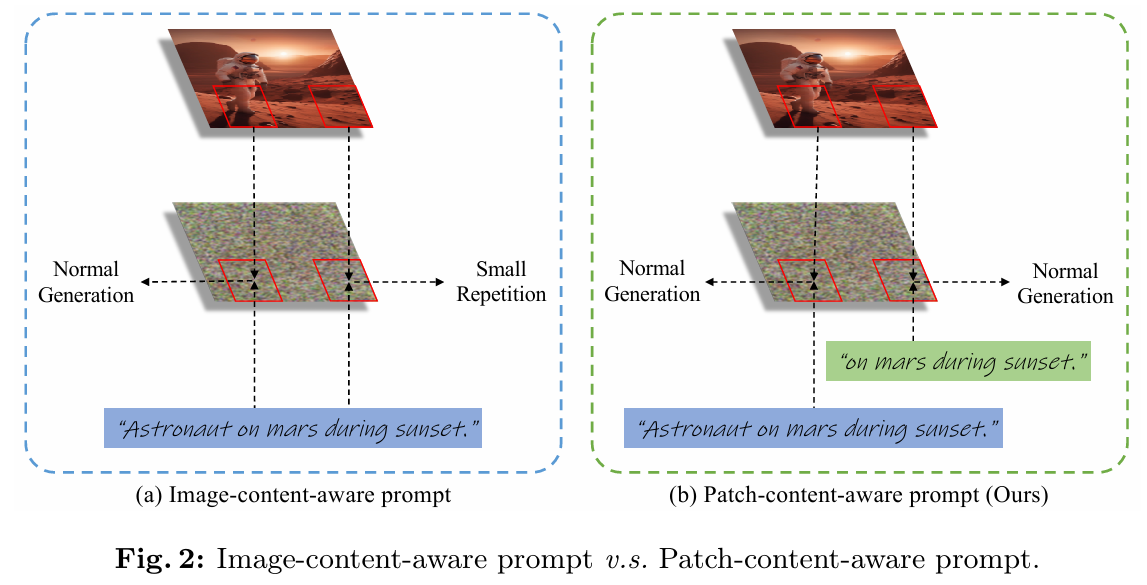 Normal
Generation
Small
Repetition
“Astronaut on mars during sunset.”
(a) Image-content-aware prompt
Normal
Generation
Normal
Generation
“on mars during sunset.”
“Astronaut on mars during sunset.”
(b) Patch-content-aware prompt (Ours)
Fig. 2: Image-content-aware prompt v.s. Patch-content-aware prompt.